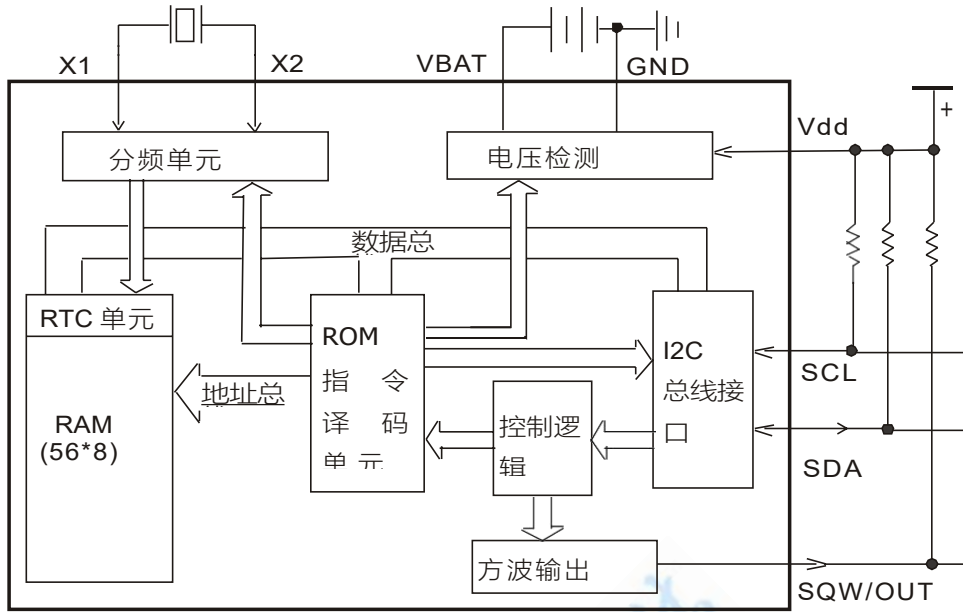 X1
X2
VBAT
GND
Vdd
+
分频单元
电压检测
数据总
RTC 单元
ROM
指 令
译 码
单 元
I2C
总线接
口
SCL
地址总
RAM
(56*8)
控制逻
辑
SDA
方波输出
SQW/OUT